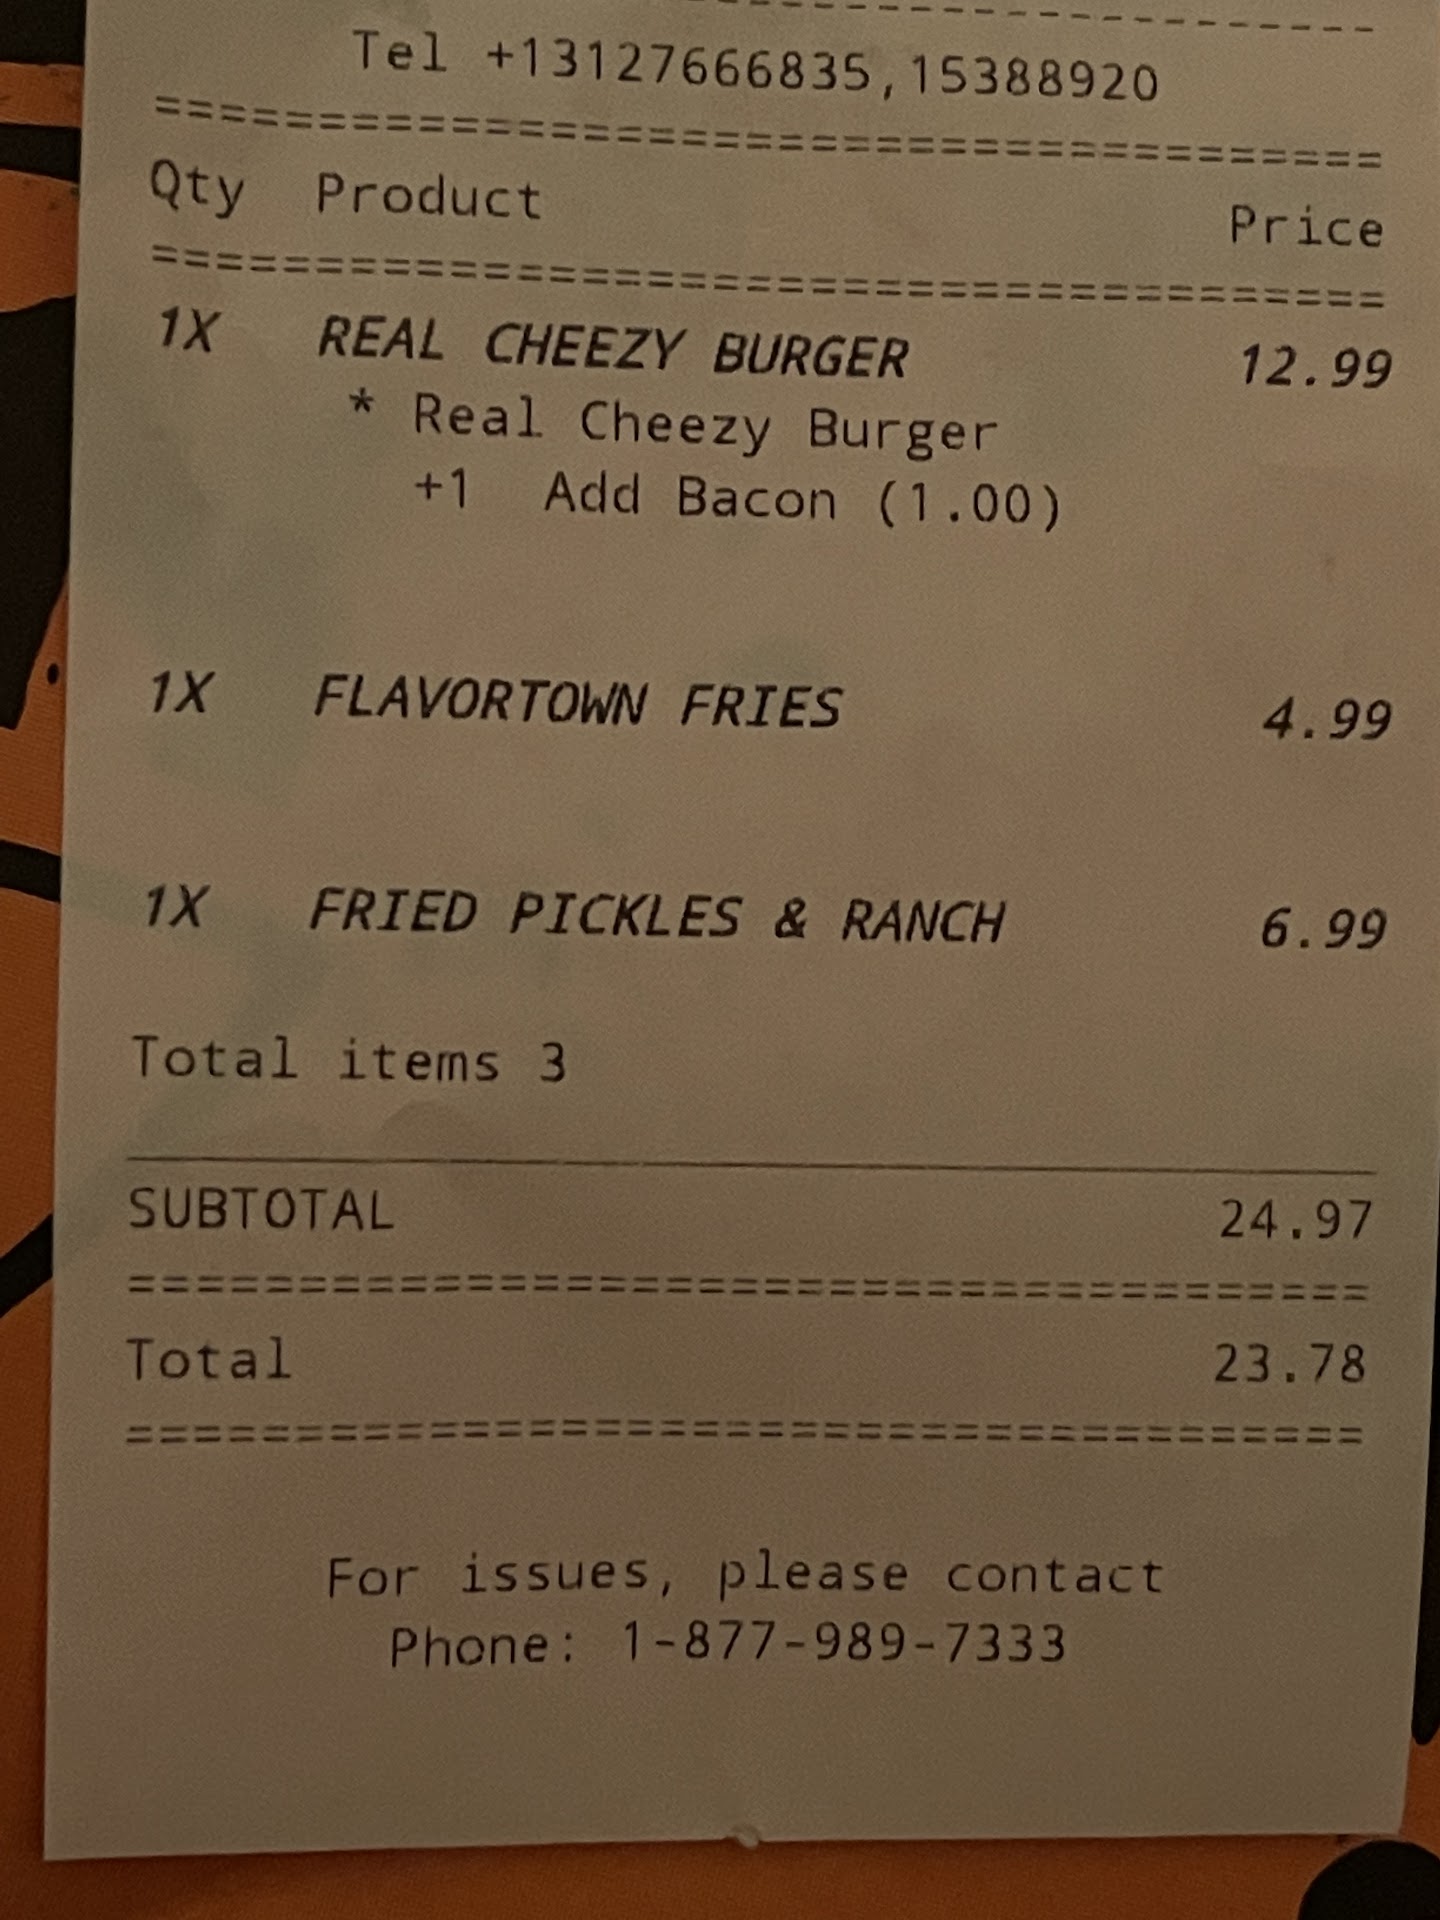 Tel +13127666835,15388920
======================================
Qty Product Price
======================================
1X REAL CHEEZY BURGER 12.99
* Real Cheezy Burger
+1 Add Bacon (1.00)
1X FLAVORTOWN FRIES 4.99
1X FRIED PICKLES & RANCH 6.99
Total items 3
SUBTOTAL 24.97
======================================
Total 23.78
======================================
For issues, please contact
Phone: 1-877-989-7333